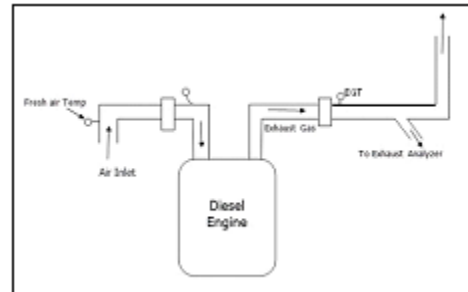 Fresh air Temp
Air Inlet
EGT
Exhaust Gas
To Exhaust Analyzer
Diesel
Engine